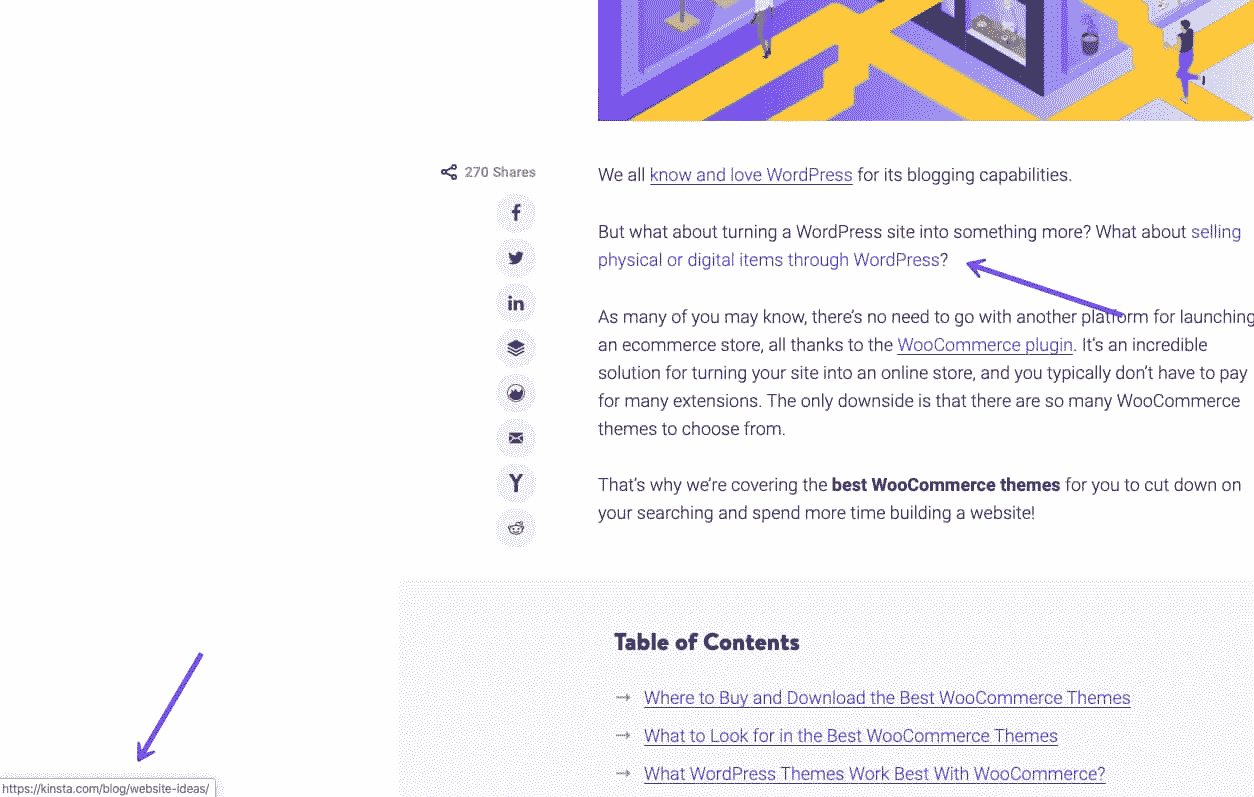 270 Shares
We all know and love WordPress for its blogging capabilities.
But what about turning a WordPress site into something more? What about selling
physical or digital items through WordPress?
As many of you may know, there's no need to go with another platform for launching
an ecommerce store, all thanks to the WooCommerce plugin. It's an incredible
solution for turning your site into an online store, and you typically don't have to pay
for many extensions. The only downside is that there are so many WooCommerce
themes to choose from.
That's why we're covering the best WooCommerce themes for you to cut down on
your searching and spend more time building a website!
Table of Contents
Where to Buy and Download the Best WooCommerce Themes
What to Look for in the Best WooCommerce Themes
What WordPress Themes Work Best With WooCommerce?
https://kinsta.com/blog/website-ideas/